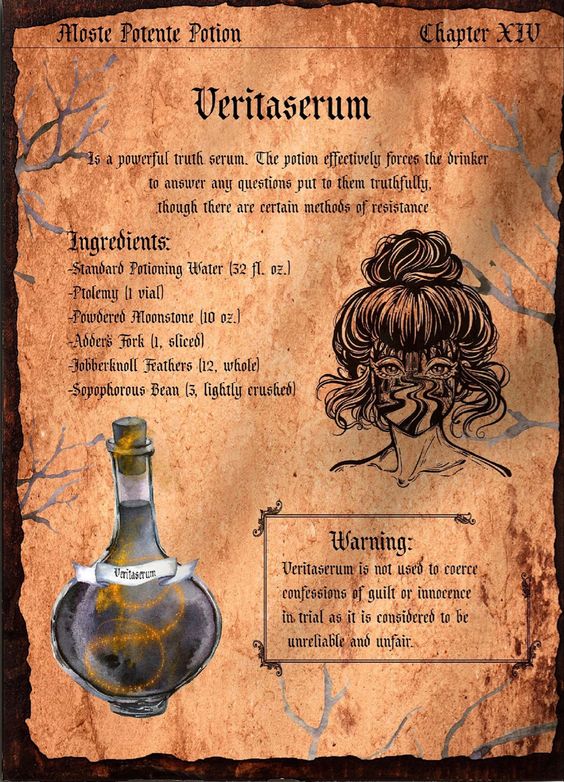 Moste Potente Potion
Chapter XIV
Veritaserum
Is a powerful truth serum. The potion effectively forces the drinker
to answer any questions put to them truthfully,
though there are certain methods of resistance
Ingredients:
-Standard Potioning Water (32 fl. oz.)
-Ptolemy (1 vial)
-Powdered Moonstone (10 oz.)
-Adder's Fork (1, sliced)
-Jobberknoll Feathers (12, whole)
-Sopophorous Bean (3, lightly crushed)
Veritaserum
Warning:
Veritaserum is not used to coerce
confessions of guilt or innocence
in trial as it is considered to be
unreliable and unfair.